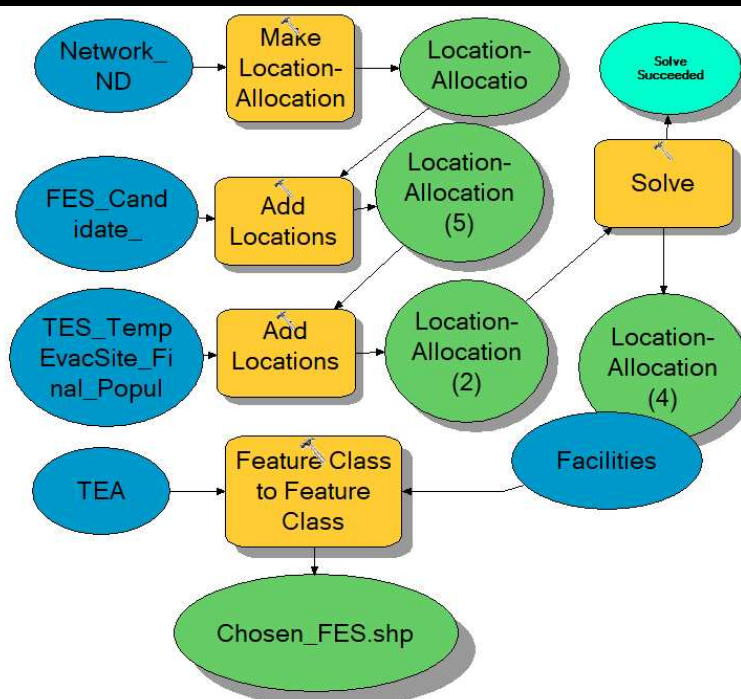 Network_
ND
Make
Location-
Allocation
Location-
Allocatio
Solve
Succeeded
FES_Cand
idate_
Add
Locations
Location-
Allocation
(5)
Solve
TES_Temp
EvacSite_Fi
nal_Popul
Add
Locations
Location-
Allocation
(2)
Location-
Allocation
(4)
TEA
Feature Class
to Feature
Class
Facilities
Chosen_FES.shp